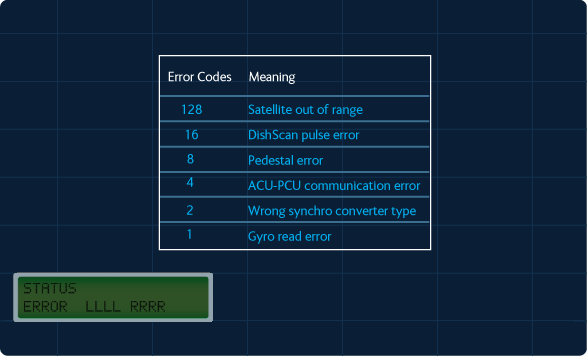 Error Codes Meaning
128 Satellite out of range
16 DishScan pulse error
8 Pedestal error
4 ACU-PCU communication error
2 Wrong synchro converter type
1 Gyro read error
STATUS
ERROR LLLL RRRR